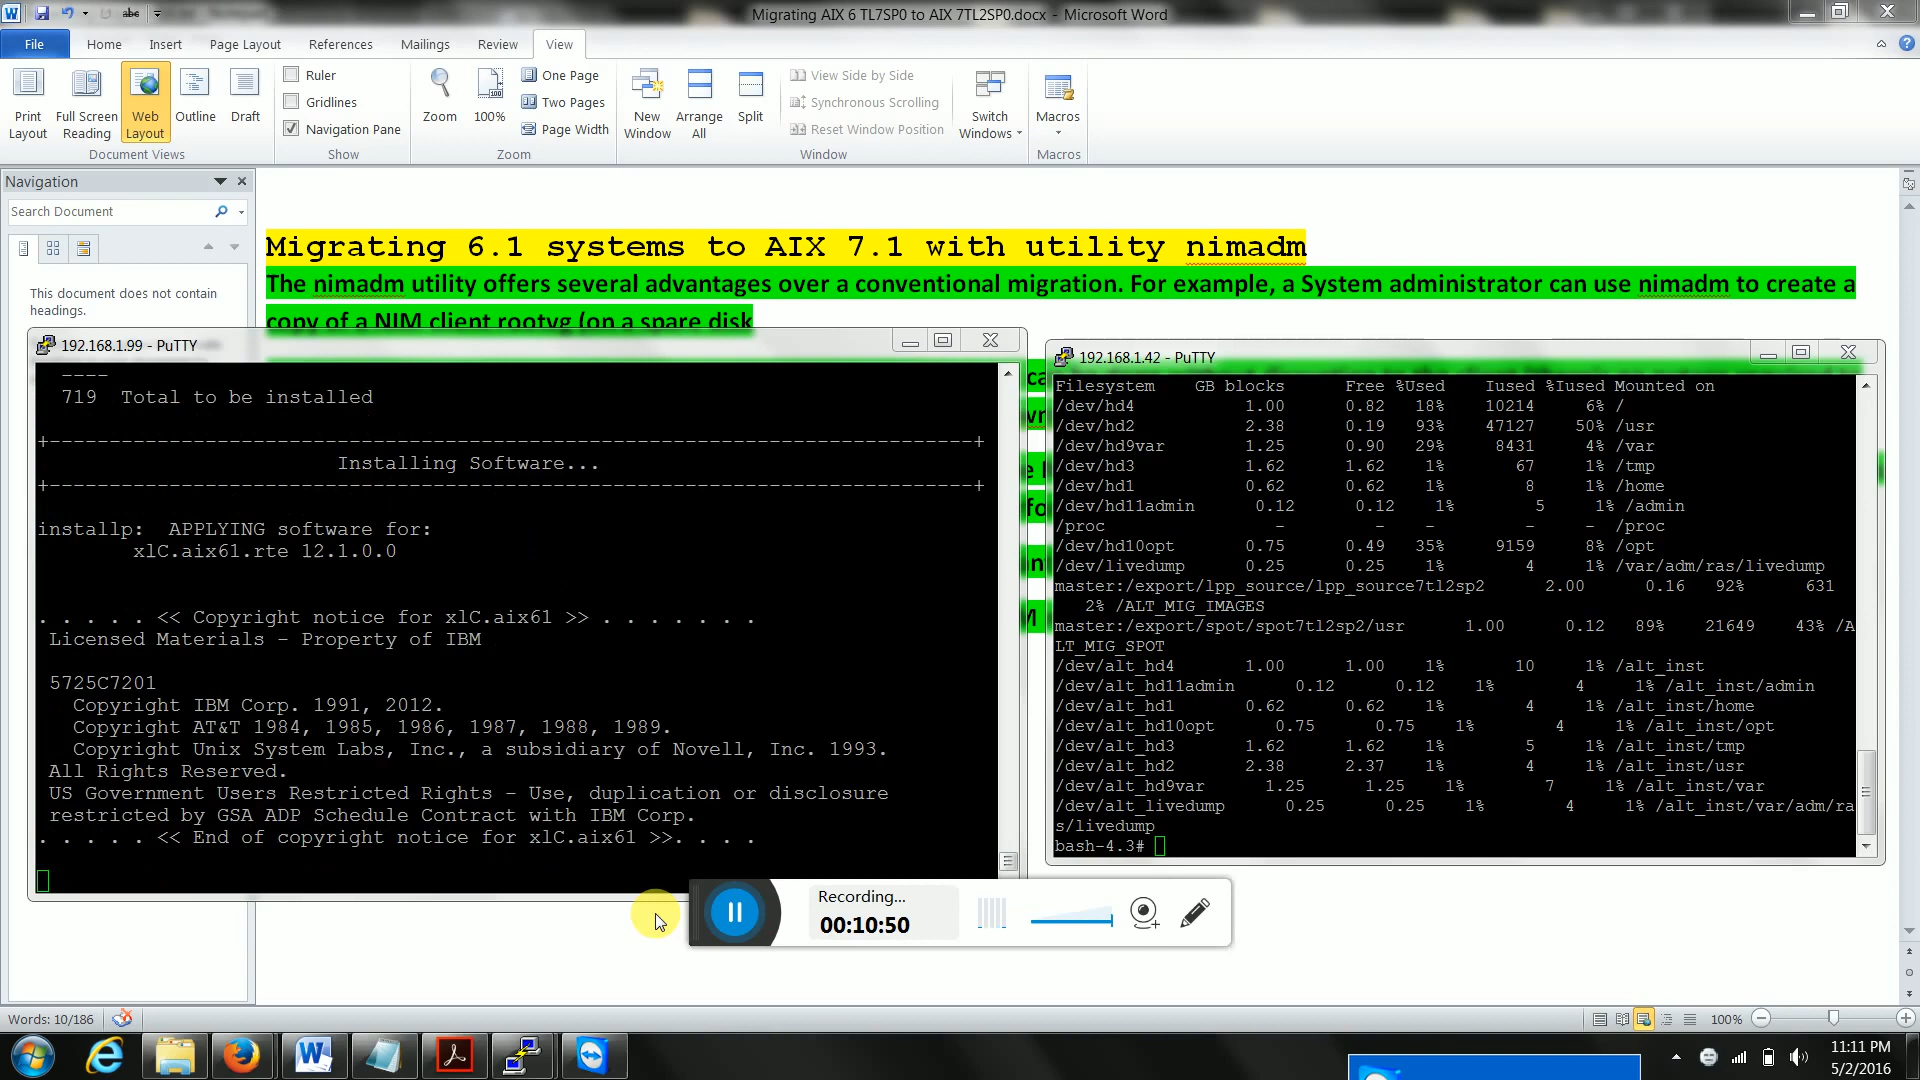 Migrating AIX 6 TL7SP0 to AIX 7TL2SP0.docx - Microsoft Word
File Home Insert Page Layout References Mailings Review View
Print Layout
Full Screen Reading
Web Layout
Outline
Draft
Document Views
Ruler
Gridlines
Navigation Pane
Show
Zoom
100%
One Page
Two Pages
Page Width
Zoom
New Window
Arrange All
Split
View Side by Side
Synchronous Scrolling
Reset Window Position
Window
Switch Windows
Macros
Macros
Navigation
Search Document
This document does not contain
headings.
Migrating 6.1 systems to AIX 7.1 with utility nimadm
The nimadm utility offers several advantages over a conventional migration. For example, a System administrator can use nimadm to create a
copy of a NIM client rootvg (on a spare disk
192.168.1.99 - PuTTY
----
719  Total to be installed
+-----------------------------------------------------------------------------+
Installing Software...
+-----------------------------------------------------------------------------+
installp:  APPLYING software for:
xlC.aix61.rte 12.1.0.0
. . . . . << Copyright notice for xlC.aix61 >> . . . . . . .
Licensed Materials - Property of IBM
5725C7201
Copyright IBM Corp. 1991, 2012.
Copyright AT&T 1984, 1985, 1986, 1987, 1988, 1989.
Copyright Unix System Labs, Inc., a subsidiary of Novell, Inc. 1993.
All Rights Reserved.
US Government Users Restricted Rights - Use, duplication or disclosure
restricted by GSA ADP Schedule Contract with IBM Corp.
. . . . . << End of copyright notice for xlC.aix61 >>. . . .
192.168.1.42 - PuTTY
Filesystem    GB blocks      Free %Used    Iused %Iused Mounted on
/dev/hd4           1.00      0.82   18%    10214     6% /
/dev/hd2           2.38      0.19   93%    47127    50% /usr
/dev/hd9var        1.25      0.90   29%     8431     4% /var
/dev/hd3           1.62      1.62    1%       67     1% /tmp
/dev/hd1           0.62      0.62    1%        8     1% /home
/dev/hd11admin      0.12      0.12    1%        5     1% /admin
/proc                 -         -    -         -     -  /proc
/dev/hd10opt       0.75      0.49   35%     9159     8% /opt
/dev/livedump      0.25      0.25    1%        4     1% /var/adm/ras/livedump
master:/export/lpp_source/lpp_source7tl2sp2      2.00      0.16   92%      631
2% /ALT_MIG_IMAGES
master:/export/spot/spot7tl2sp2/usr      1.00      0.12   89%    21649    43% /A
LT_MIG_SPOT
/dev/alt_hd4       1.00      1.00    1%       10     1% /alt_inst
/dev/alt_hd11admin      0.12      0.12    1%        4     1% /alt_inst/admin
/dev/alt_hd1       0.62      0.62    1%        4     1% /alt_inst/home
/dev/alt_hd10opt      0.75      0.75    1%        4     1% /alt_inst/opt
/dev/alt_hd3       1.62      1.62    1%        5     1% /alt_inst/tmp
/dev/alt_hd2       2.38      2.37    1%        4     1% /alt_inst/usr
/dev/alt_hd9var      1.25      1.25    1%        7     1% /alt_inst/var
/dev/alt_livedump      0.25      0.25    1%        4     1% /alt_inst/var/adm/ra
s/livedump
bash-4.3#
Recording...
00:10:50
Words: 10/186
100%
11:11 PM
5/2/2016